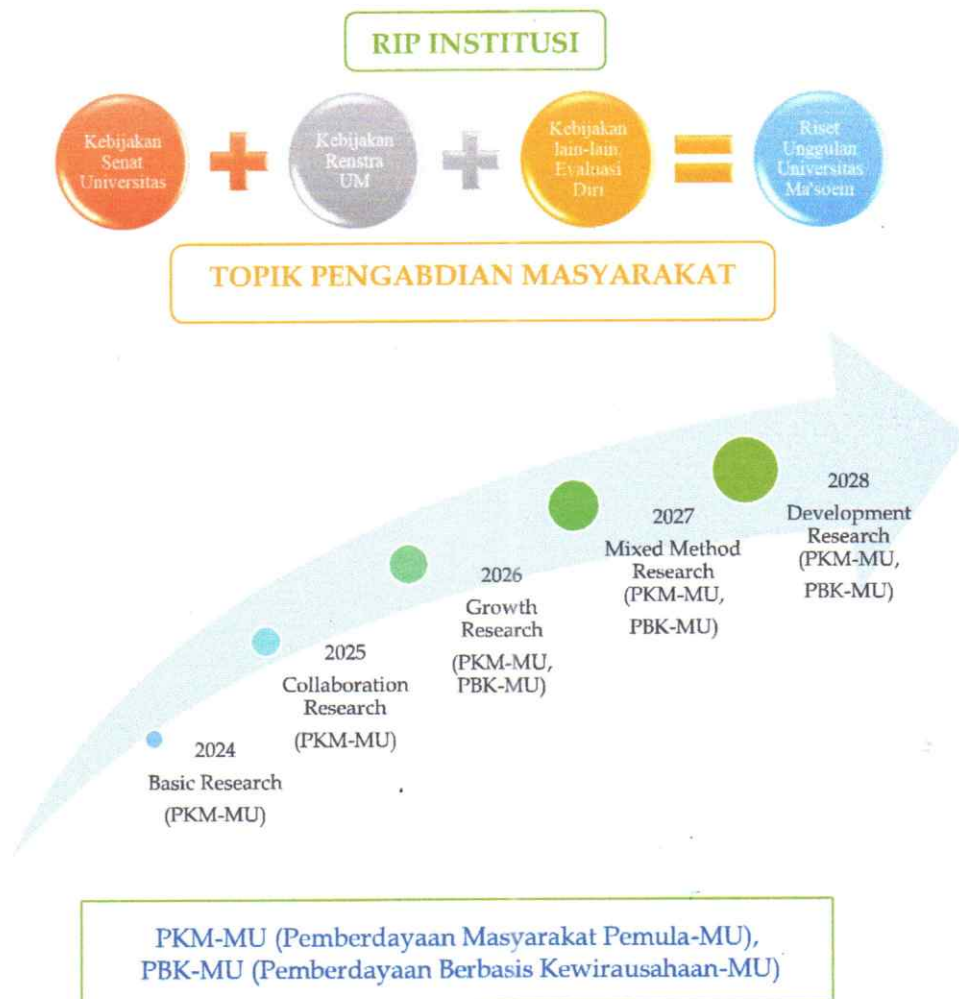 RIP INSTITUSI
Kebijakan
Senat
Universitas
Kebijakan
Renstra
UM
Kebijakan
lain-lain
Evaluasi
Diri
Riset
Unggulan
Universitas
Ma'soem
TOPIK PENGABDIAN MASYARAKAT
2024
Basic Research
(PKM-MU)
2025
Collaboration
Research
(PKM-MU)
2026
Growth
Research
(PKM-MU,
PBK-MU)
2027
Mixed Method
Research
(PKM-MU,
PBK-MU)
2028
Development
Research
(PKM-MU,
PBK-MU)
PKM-MU (Pemberdayaan Masyarakat Pemula-MU),
PBK-MU (Pemberdayaan Berbasis Kewirausahaan-MU)